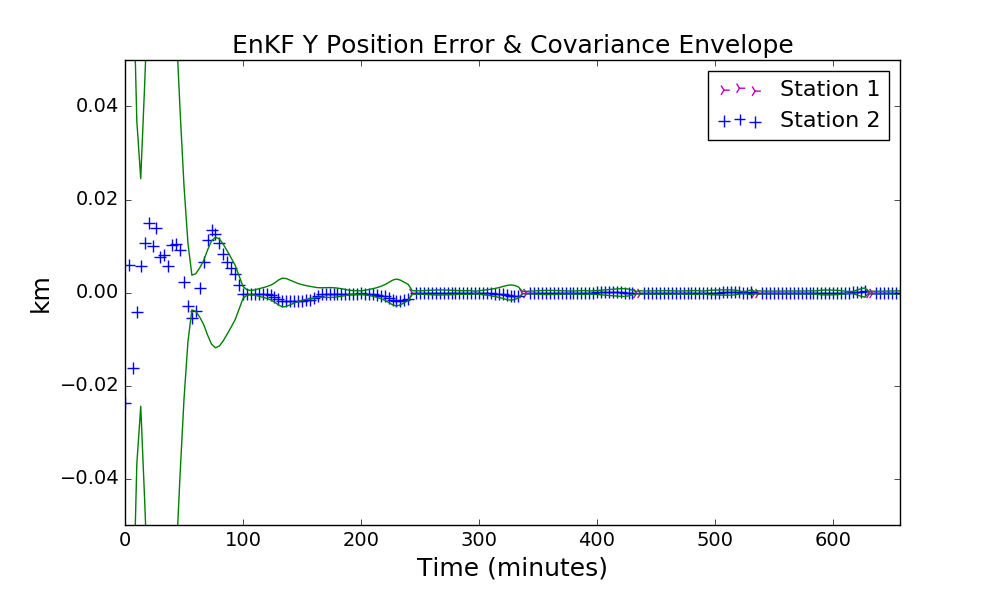 EnKF Y Position Error & Covariance Envelope
Station 1
Station 2
0.04
0.02
0.00
−0.02
−0.04
km
0 100 200 300 400 500 600
Time (minutes)